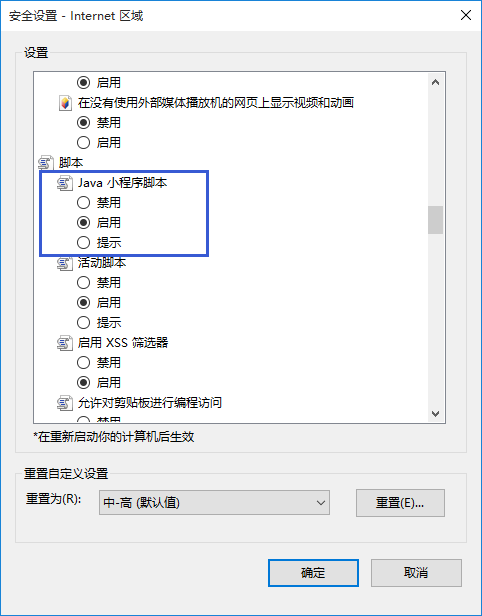 安全设置 - Internet 区域
设置
启用
在没有使用外部媒体播放机的网页上显示视频和动画
禁用
启用
脚本
Java 小程序脚本
禁用
启用
提示
活动脚本
禁用
启用
提示
启用 XSS 筛选器
禁用
启用
允许对剪贴板进行编程访问
禁用
*在重新启动你的计算机后生效
重置自定义设置
重置为(R):
中-高 (默认值)
重置(E)...
确定
取消